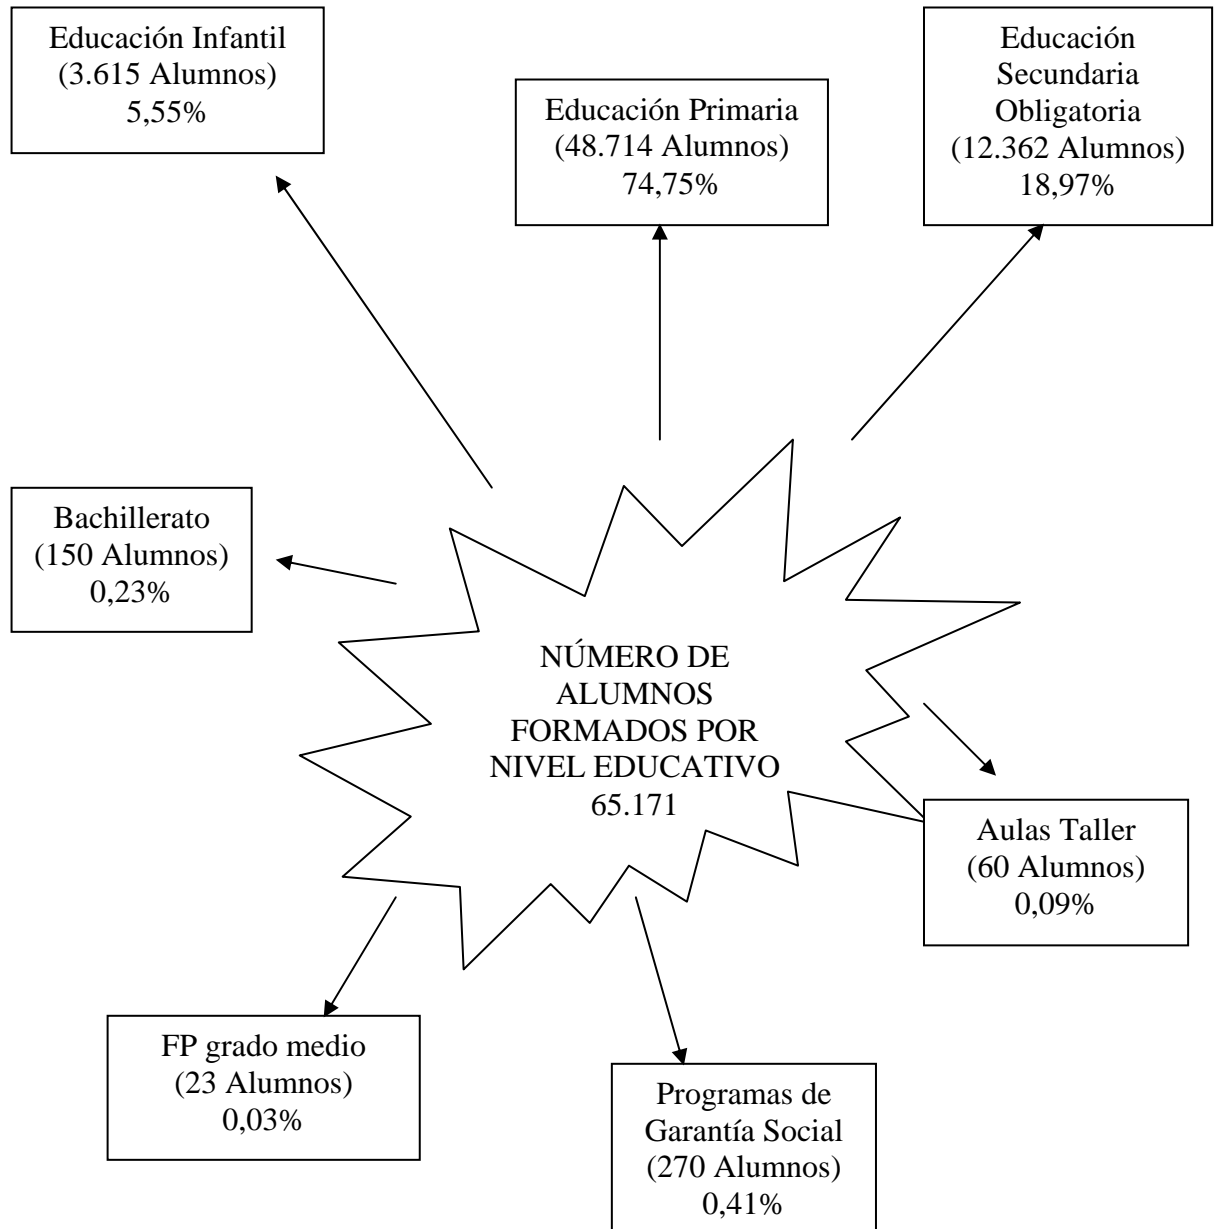 Educación Infantil
(3.615 Alumnos)
5,55%
Educación Primaria
(48.714 Alumnos)
74,75%
Educación
Secundaria
Obligatoria
(12.362 Alumnos)
18,97%
Bachillerato
(150 Alumnos)
0,23%
NÚMERO DE
ALUMNOS
FORMADOS POR
NIVEL EDUCATIVO
65.171
Aulas Taller
(60 Alumnos)
0,09%
FP grado medio
(23 Alumnos)
0,03%
Programas de
Garantía Social
(270 Alumnos)
0,41%